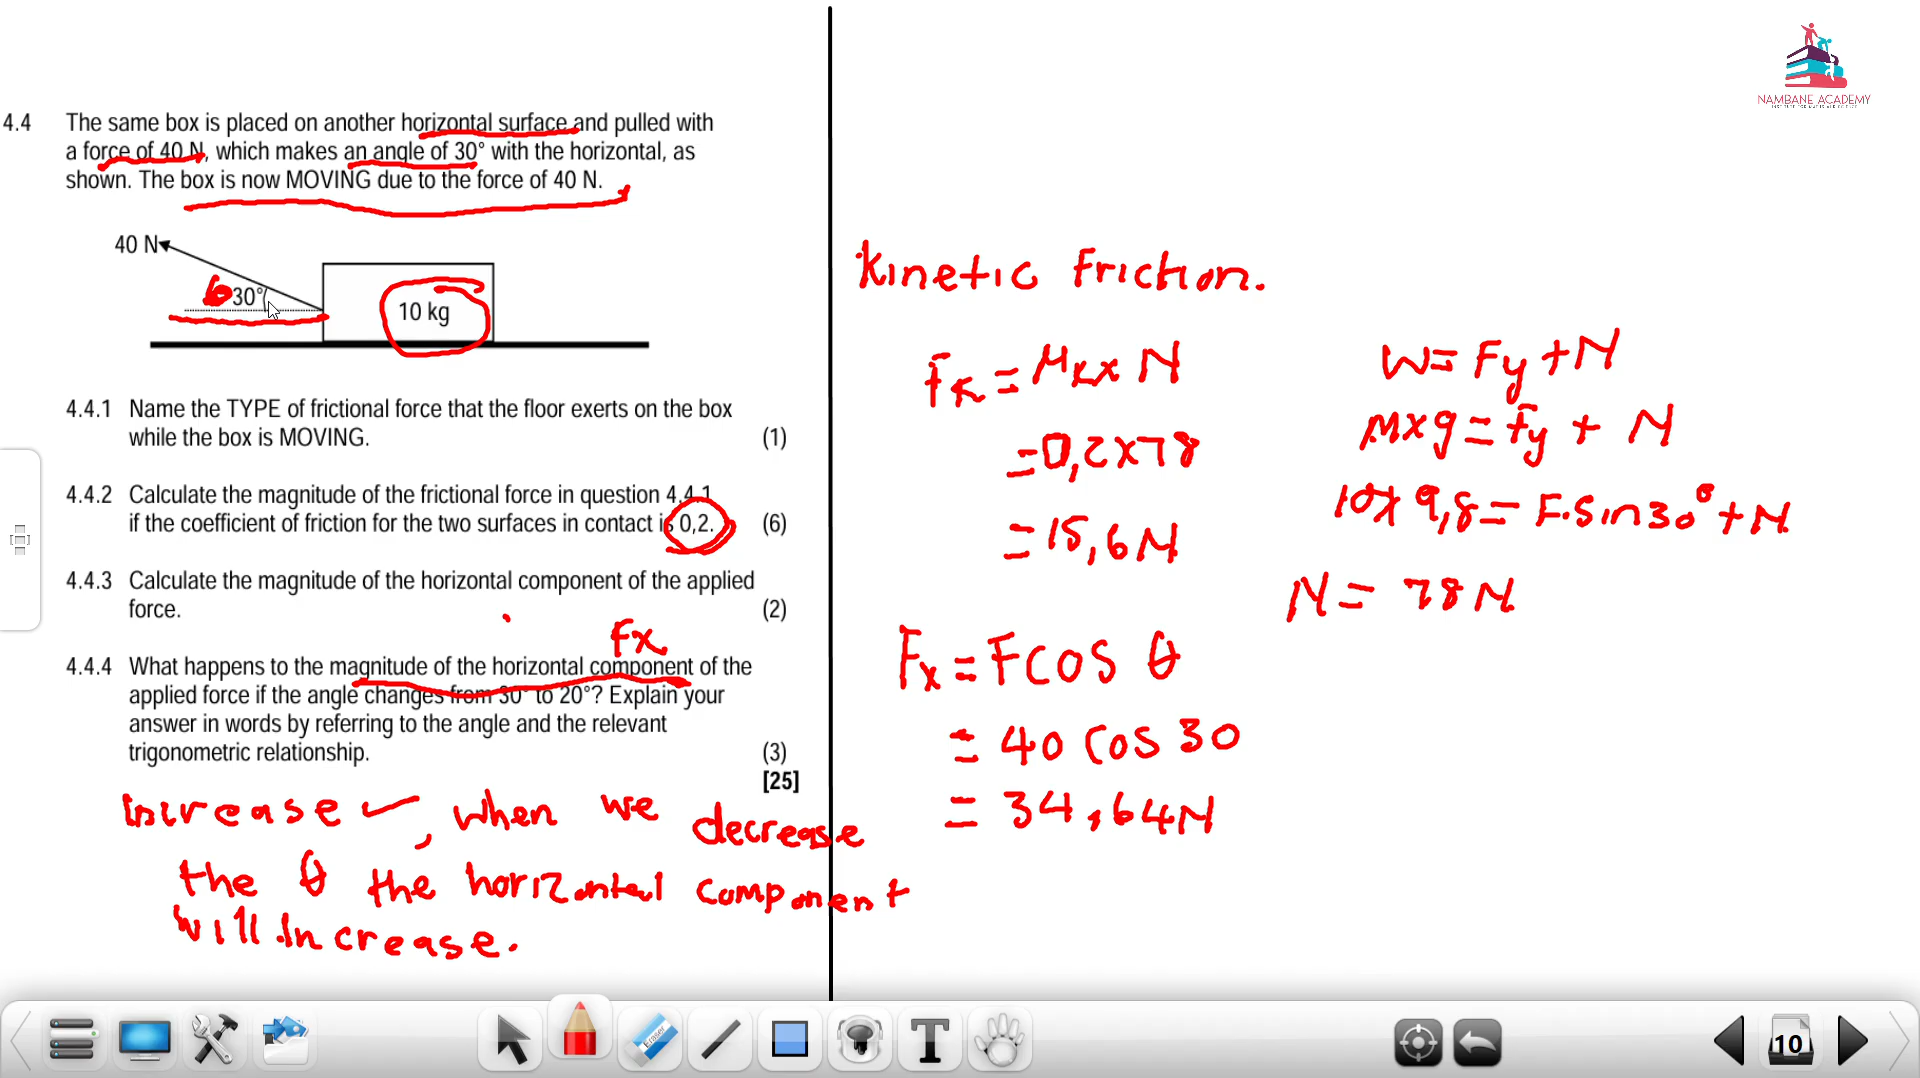 NAMBANE ACADEMY
4.4 The same box is placed on another horizontal surface and pulled with
a force of 40 N, which makes an angle of 30° with the horizontal, as
shown. The box is now MOVING due to the force of 40 N.
40 N
30°
10 kg
4.4.1 Name the TYPE of frictional force that the floor exerts on the box
while the box is MOVING. (1)
4.4.2 Calculate the magnitude of the frictional force in question 4.4.1
if the coefficient of friction for the two surfaces in contact is 0,2. (6)
4.4.3 Calculate the magnitude of the horizontal component of the applied
force. (2)
Fx
4.4.4 What happens to the magnitude of the horizontal component of the
applied force if the angle changes from 30° to 20°? Explain your
answer in words by referring to the angle and the relevant
trigonometric relationship. (3)
[25]
increase ✓, when we decrease
the θ the horizontal component
will increase.
Kinetic Friction.
Fk = μk x N
= 0,2 x 78
= 15,6 N
Fx = F cos θ
= 40 cos 30
= 34,64 N
W = Fy + N
m x g = Fy + N
10 x 9,8 = F. sin 30° + N
N = 78 N
Eraser
T
10